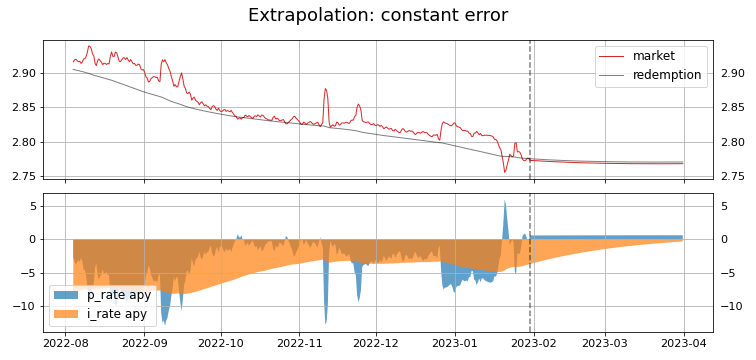 Extrapolation: constant error
2.90 2.90
2.85 2.85
2.80 2.80
2.75 2.75
market
redemption
5 5
0 0
−5 −5
−10 −10
p_rate apy
i_rate apy
2022-08 2022-09 2022-10 2022-11 2022-12 2023-01 2023-02 2023-03 2023-04